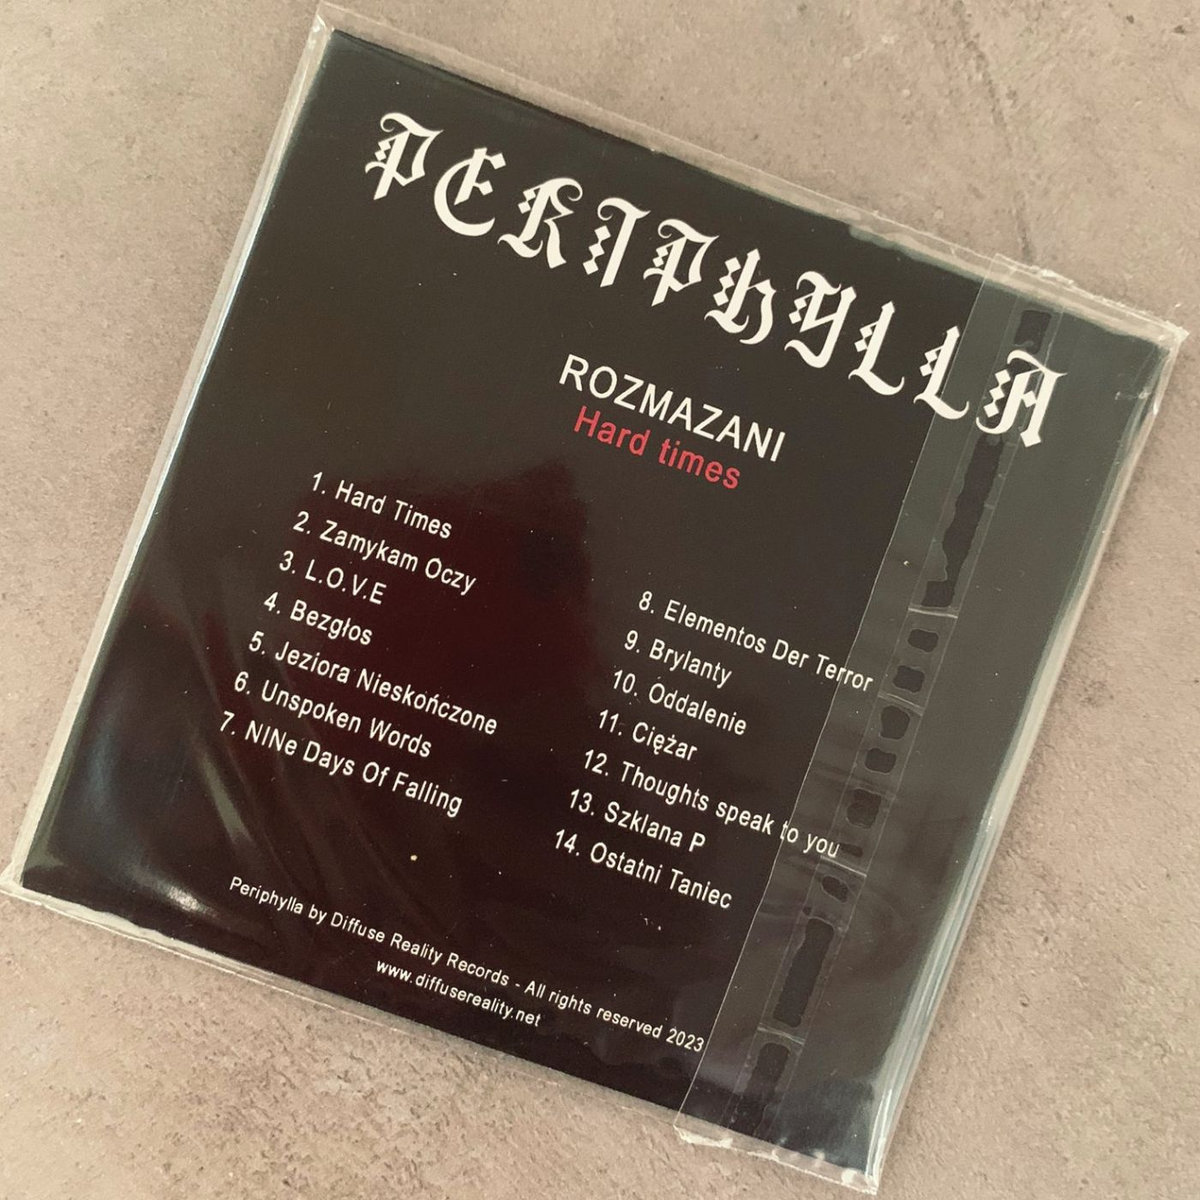 PERIPHYLLA
ROZMAZANI
Hard times
1. Hard Times
2. Zamykam Oczy
3. L.O.V.E
4. Bezgłos
5. Jeziora Nieskończone
6. Unspoken Words
7. NINe Days Of Falling
8. Elementos Der Terror
9. Brylanty
10. Oddalenie
11. Ciężar
12. Thoughts speak to you
13. Szklana P
14. Ostatni Taniec
Periphylla by Diffuse Reality Records - All rights reserved 2023
www.diffusereality.net